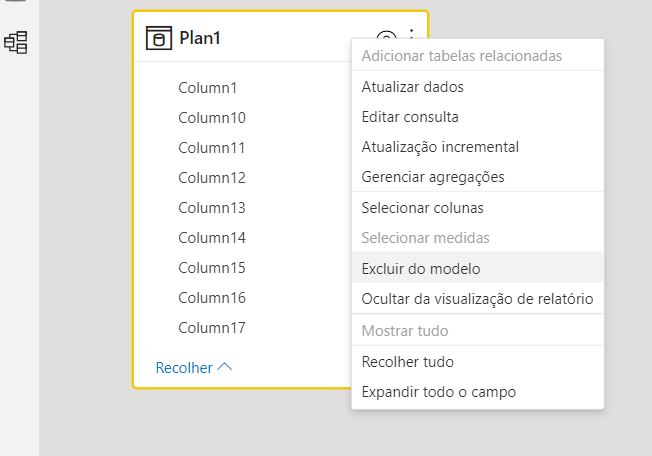 Plan1
Column1
Column10
Column11
Column12
Column13
Column14
Column15
Column16
Column17
Recolher
Adicionar tabelas relacionadas
Atualizar dados
Editar consulta
Atualização incremental
Gerenciar agregações
Selecionar colunas
Selecionar medidas
Excluir do modelo
Ocultar da visualização de relatório
Mostrar tudo
Recolher tudo
Expandir todo o campo